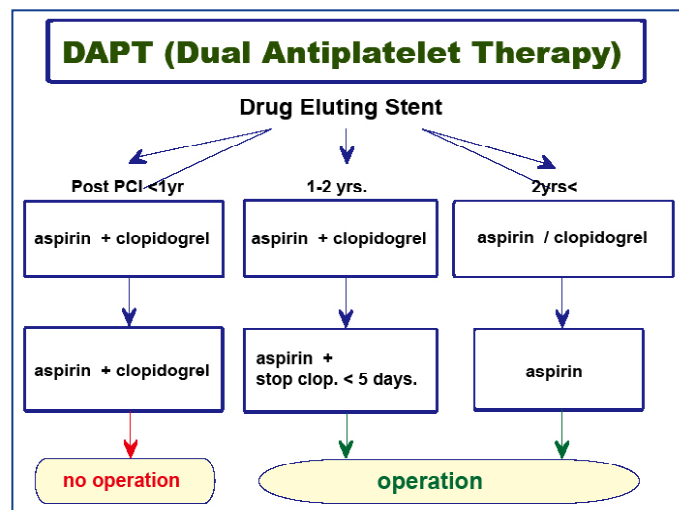 DAPT (Dual Antiplatelet Therapy)
Drug Eluting Stent
Post PCI <1yr
1-2 yrs.
2yrs<
aspirin + clopidogrel
aspirin + clopidogrel
aspirin / clopidogrel
aspirin + clopidogrel
aspirin +
stop clop. < 5 days.
aspirin
no operation
operation